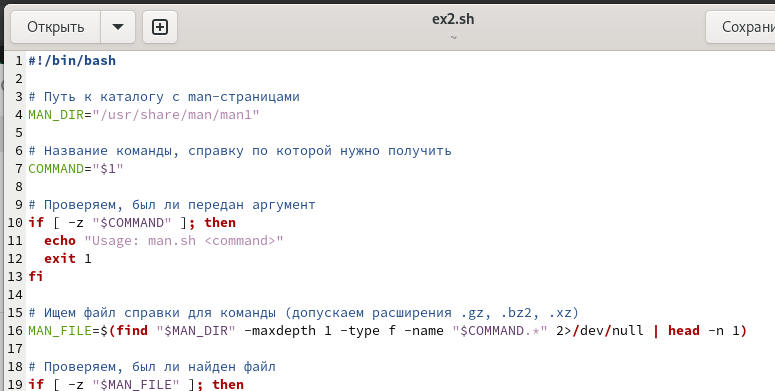 Открыть
ex2.sh
~
Сохрани
1 #!/bin/bash
2
3 # Путь к каталогу с man-страницами
4 MAN_DIR="/usr/share/man/man1"
5
6 # Название команды, справку по которой нужно получить
7 COMMAND="$1"
8
9 # Проверяем, был ли передан аргумент
10 if [ -z "$COMMAND" ]; then
11   echo "Usage: man.sh <command>"
12   exit 1
13 fi
14
15 # Ищем файл справки для команды (допускаем расширения .gz, .bz2, .xz)
16 MAN_FILE=$(find "$MAN_DIR" -maxdepth 1 -type f -name "$COMMAND.*" 2>/dev/null | head -n 1)
17
18 # Проверяем, был ли найден файл
19 if [ -z "$MAN_FILE" ]; then